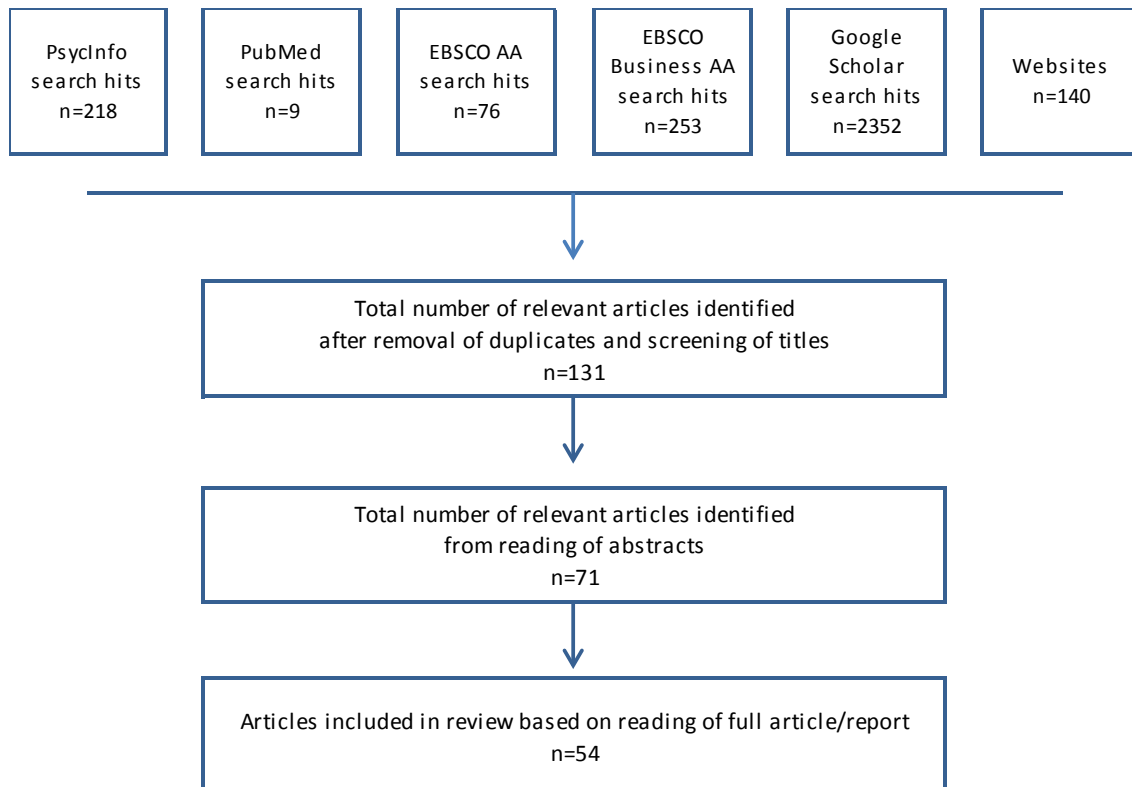 PsycInfo
search hits
n=218
PubMed
search hits
n=9
EBSCO AA
search hits
n=76
EBSCO
Business AA
search hits
n=253
Google
Scholar
search hits
n=2352
Websites
n=140
Total number of relevant articles identified
after removal of duplicates and screening of titles
n=131
Total number of relevant articles identified
from reading of abstracts
n=71
Articles included in review based on reading of full article/report
n=54